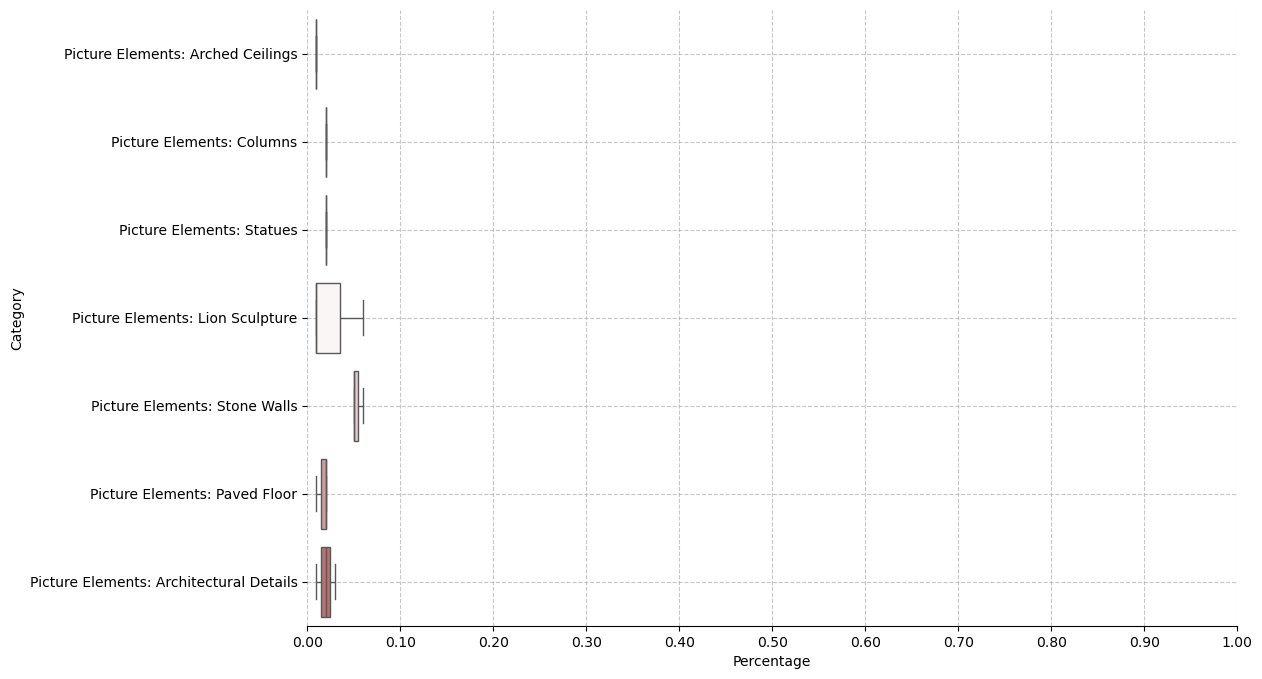 Picture Elements: Arched Ceilings
Picture Elements: Columns
Picture Elements: Statues
Picture Elements: Lion Sculpture
Picture Elements: Stone Walls
Picture Elements: Paved Floor
Picture Elements: Architectural Details
Category
0.00 0.10 0.20 0.30 0.40 0.50 0.60 0.70 0.80 0.90 1.00
Percentage